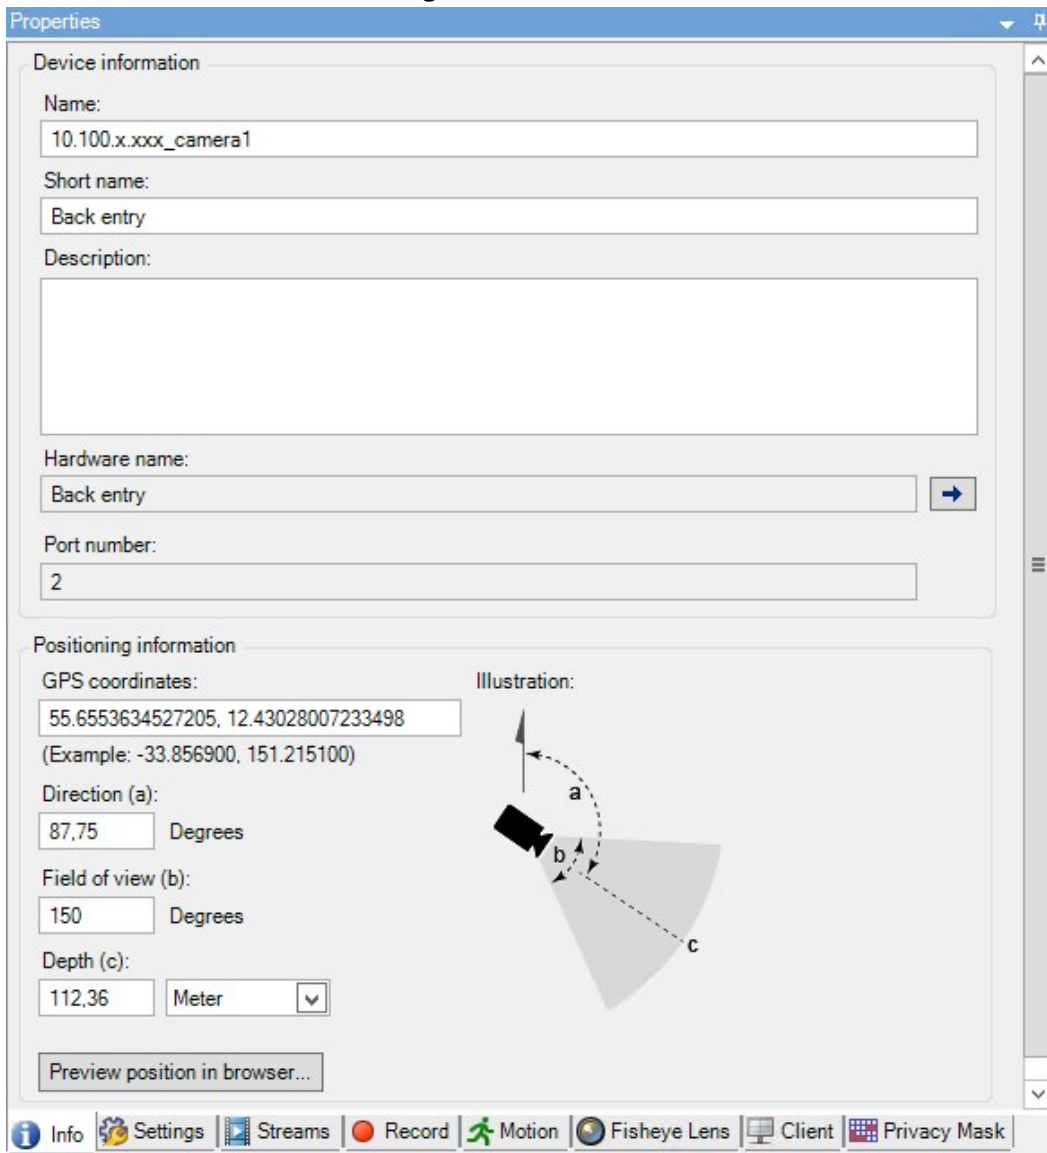 Properties
Device information
Name:
10.100.x.xxx_camera1
Short name:
Back entry
Description:
Hardware name:
Back entry
Port number:
2
Positioning information
GPS coordinates:
55.6553634527205, 12.43028007233498
(Example: -33.856900, 151.215100)
Direction (a):
87,75 Degrees
Field of view (b):
150 Degrees
Depth (c):
112,36 Meter
Preview position in browser...
Illustration:
a
b
c
Info Settings Streams Record Motion Fisheye Lens Client Privacy Mask